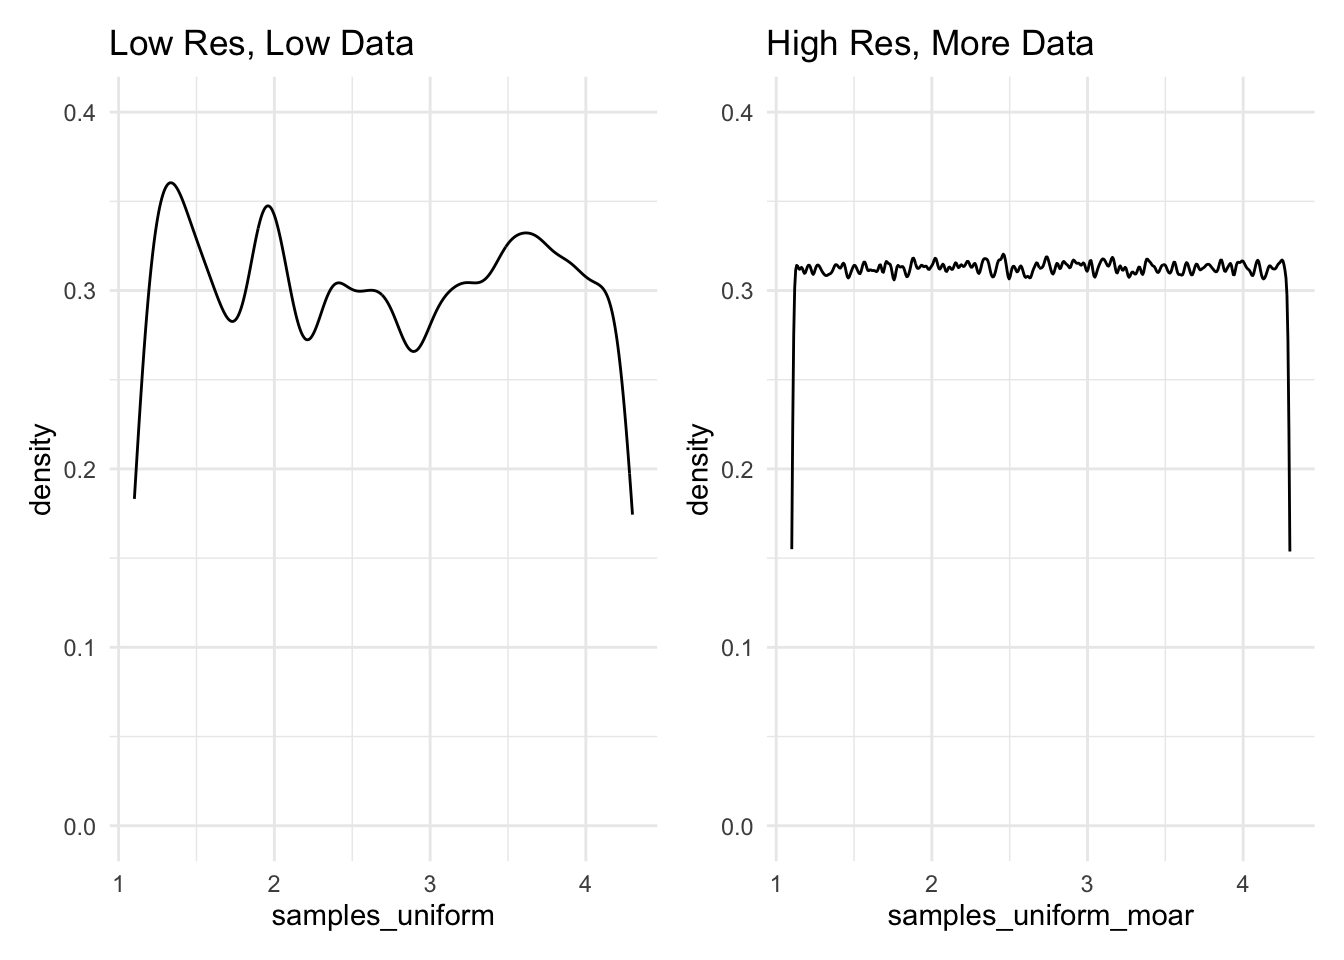 Low Res, Low Data
0.4
0.3
0.2
0.1
0.0
density
1 2 3 4
samples_uniform
High Res, More Data
0.4
0.3
0.2
0.1
0.0
density
1 2 3 4
samples_uniform_moar